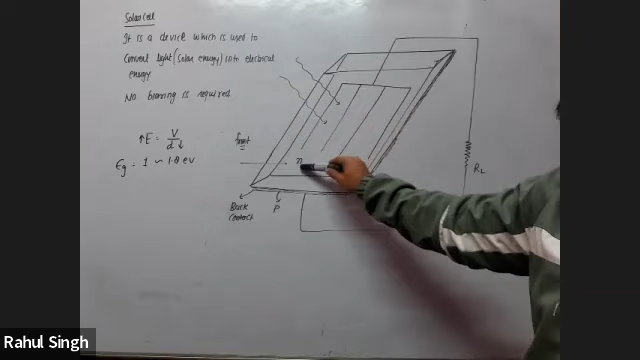 Solar Cell
It is a device which is used to
Convert light (Solar energy) into electrical
energy
No biasing is required.
↑E = V/d↓
Eg = 1 ~ 1.8 eV
front
n
Back
Contact
P
RL
Rahul Singh